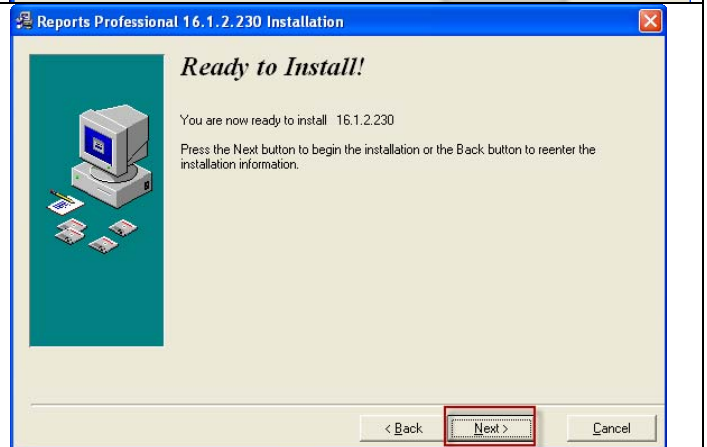 Reports Professional 16.1.2.230 Installation
Ready to Install!
You are now ready to install 16.1.2.230
Press the Next button to begin the installation or the Back button to reenter the
installation information.
< Back Next > Cancel